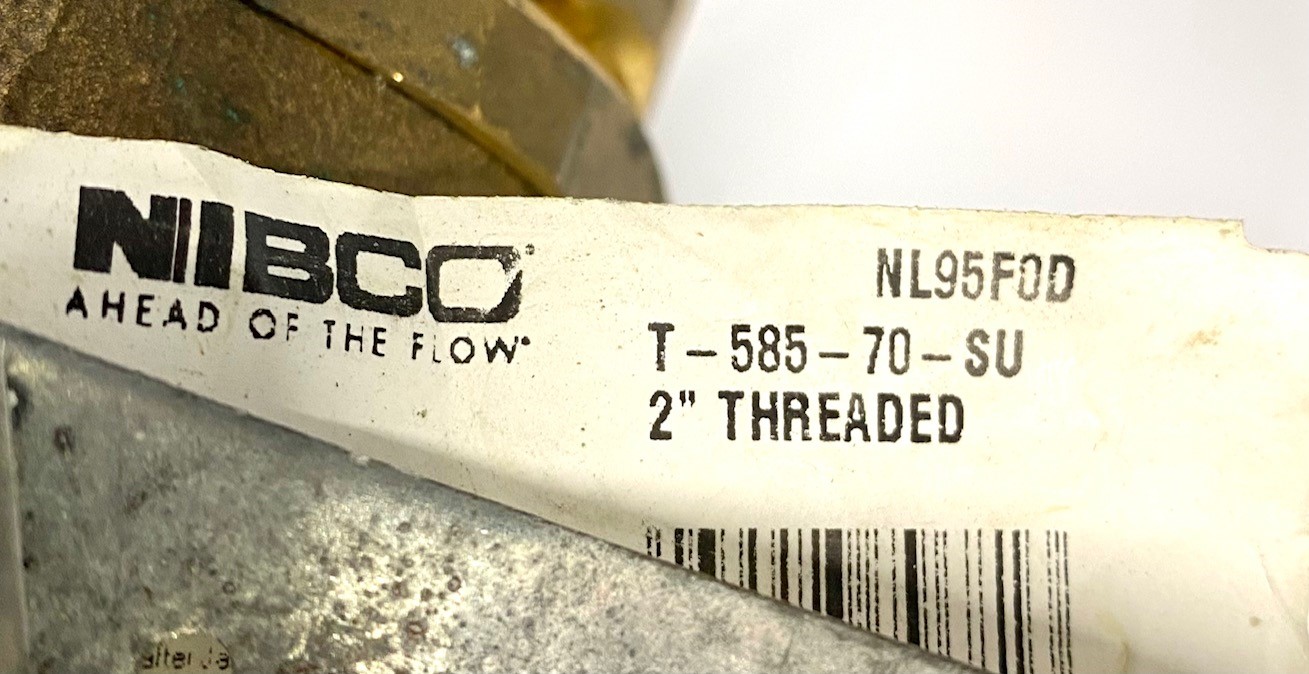 NIBCO
AHEAD OF THE FLOW
NL95F0D
T-585-70-SU
2" THREADED